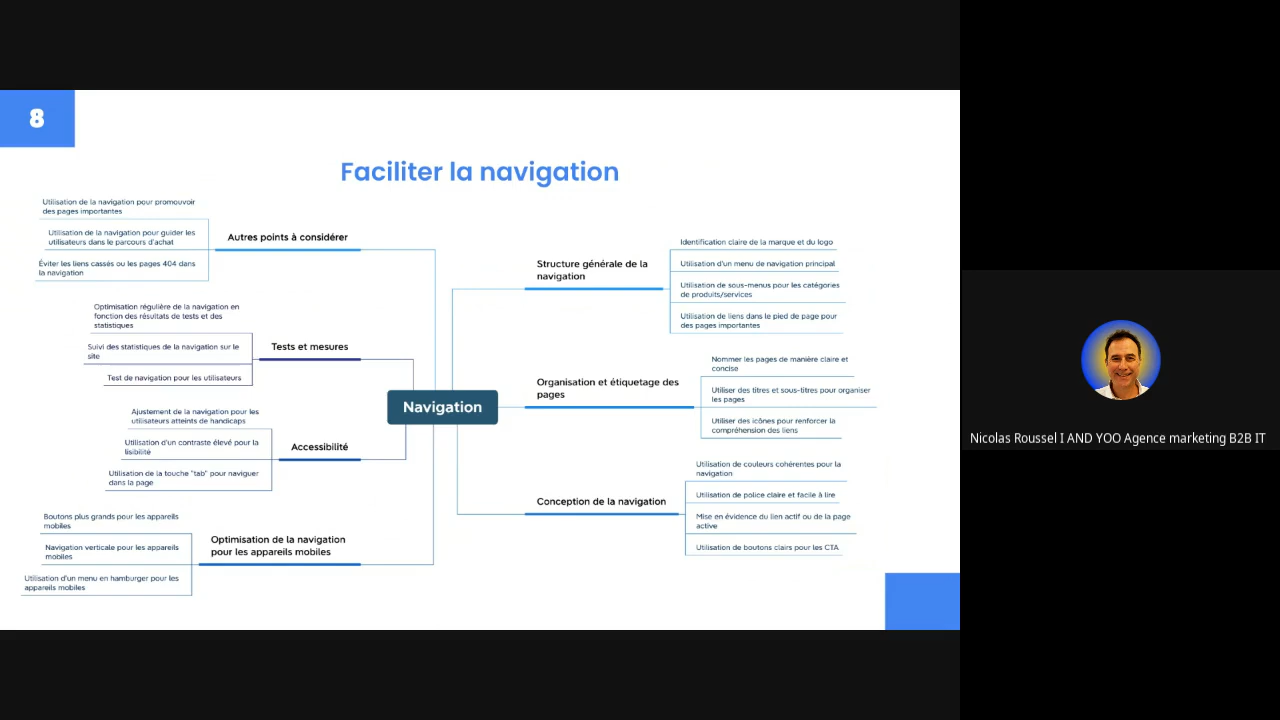 8
Faciliter la navigation
Utilisation de la navigation pour promouvoir
des pages importantes
Utilisation de la navigation pour guider les
utilisateurs dans le parcours d'achat
Éviter les liens cassés ou les pages 404 dans
la navigation
Autres points à considérer
Optimisation régulière de la navigation en
fonction des résultats de tests et des
statistiques
Suivi des statistiques de la navigation sur le
site
Test de navigation pour les utilisateurs
Tests et mesures
Ajustement de la navigation pour les
utilisateurs atteints de handicaps
Utilisation d'un contraste élevé pour la
lisibilité
Utilisation de la touche "tab" pour naviguer
dans la page
Accessibilité
Boutons plus grands pour les appareils
mobiles
Navigation verticale pour les appareils
mobiles
Utilisation d'un menu en hamburger pour les
appareils mobiles
Optimisation de la navigation
pour les appareils mobiles
Navigation
Structure générale de la
navigation
Identification claire de la marque et du logo
Utilisation d'un menu de navigation principal
Utilisation de sous-menus pour les catégories
de produits/services
Utilisation de liens dans le pied de page pour
des pages importantes
Organisation et étiquetage des
pages
Nommer les pages de manière claire et
concise
Utiliser des titres et sous-titres pour organiser
les pages
Utiliser des icônes pour renforcer la
compréhension des liens
Conception de la navigation
Utilisation de couleurs cohérentes pour la
navigation
Utilisation de police claire et facile à lire
Mise en évidence du lien actif ou de la page
active
Utilisation de boutons clairs pour les CTA
Nicolas Roussel I AND YOO Agence marketing B2B IT